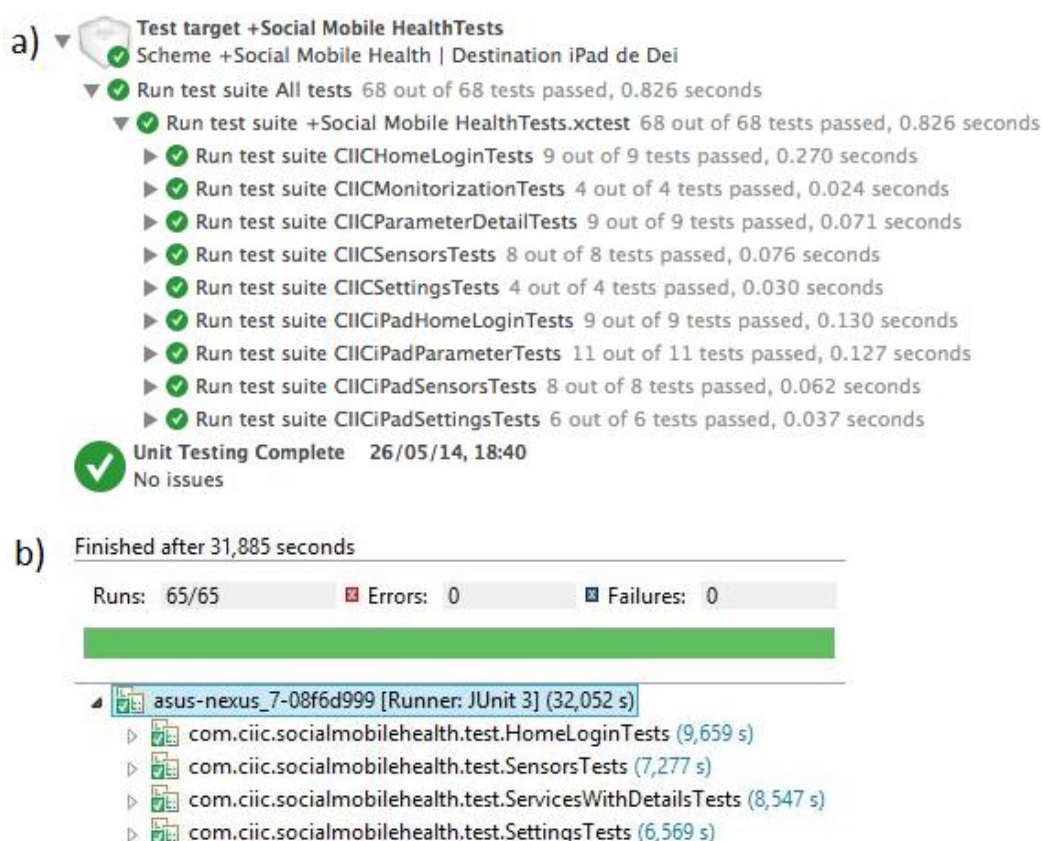 a)
Test target +Social Mobile HealthTests
Scheme +Social Mobile Health | Destination iPad de Dei
Run test suite All tests 68 out of 68 tests passed, 0.826 seconds
Run test suite +Social Mobile HealthTests.xctest 68 out of 68 tests passed, 0.826 seconds
Run test suite CIICHomeLoginTests 9 out of 9 tests passed, 0.270 seconds
Run test suite CIICMonitorizationTests 4 out of 4 tests passed, 0.024 seconds
Run test suite CIICParameterDetailTests 9 out of 9 tests passed, 0.071 seconds
Run test suite CIICSensorsTests 8 out of 8 tests passed, 0.076 seconds
Run test suite CIICSettingsTests 4 out of 4 tests passed, 0.030 seconds
Run test suite CIICiPadHomeLoginTests 9 out of 9 tests passed, 0.130 seconds
Run test suite CIICiPadParameterTests 11 out of 11 tests passed, 0.127 seconds
Run test suite CIICiPadSensorsTests 8 out of 8 tests passed, 0.062 seconds
Run test suite CIICiPadSettingsTests 6 out of 6 tests passed, 0.037 seconds
Unit Testing Complete 26/05/14, 18:40
No issues
b)
Finished after 31,885 seconds
Runs: 65/65 Errors: 0 Failures: 0
asus-nexus_7-08f6d999 [Runner: JUnit 3] (32,052 s)
com.ciic.socialmobilehealth.test.HomeLoginTests (9,659 s)
com.ciic.socialmobilehealth.test.SensorsTests (7,277 s)
com.ciic.socialmobilehealth.test.ServicesWithDetailsTests (8,547 s)
com.ciic.socialmobilehealth.test.SettingsTests (6,569 s)